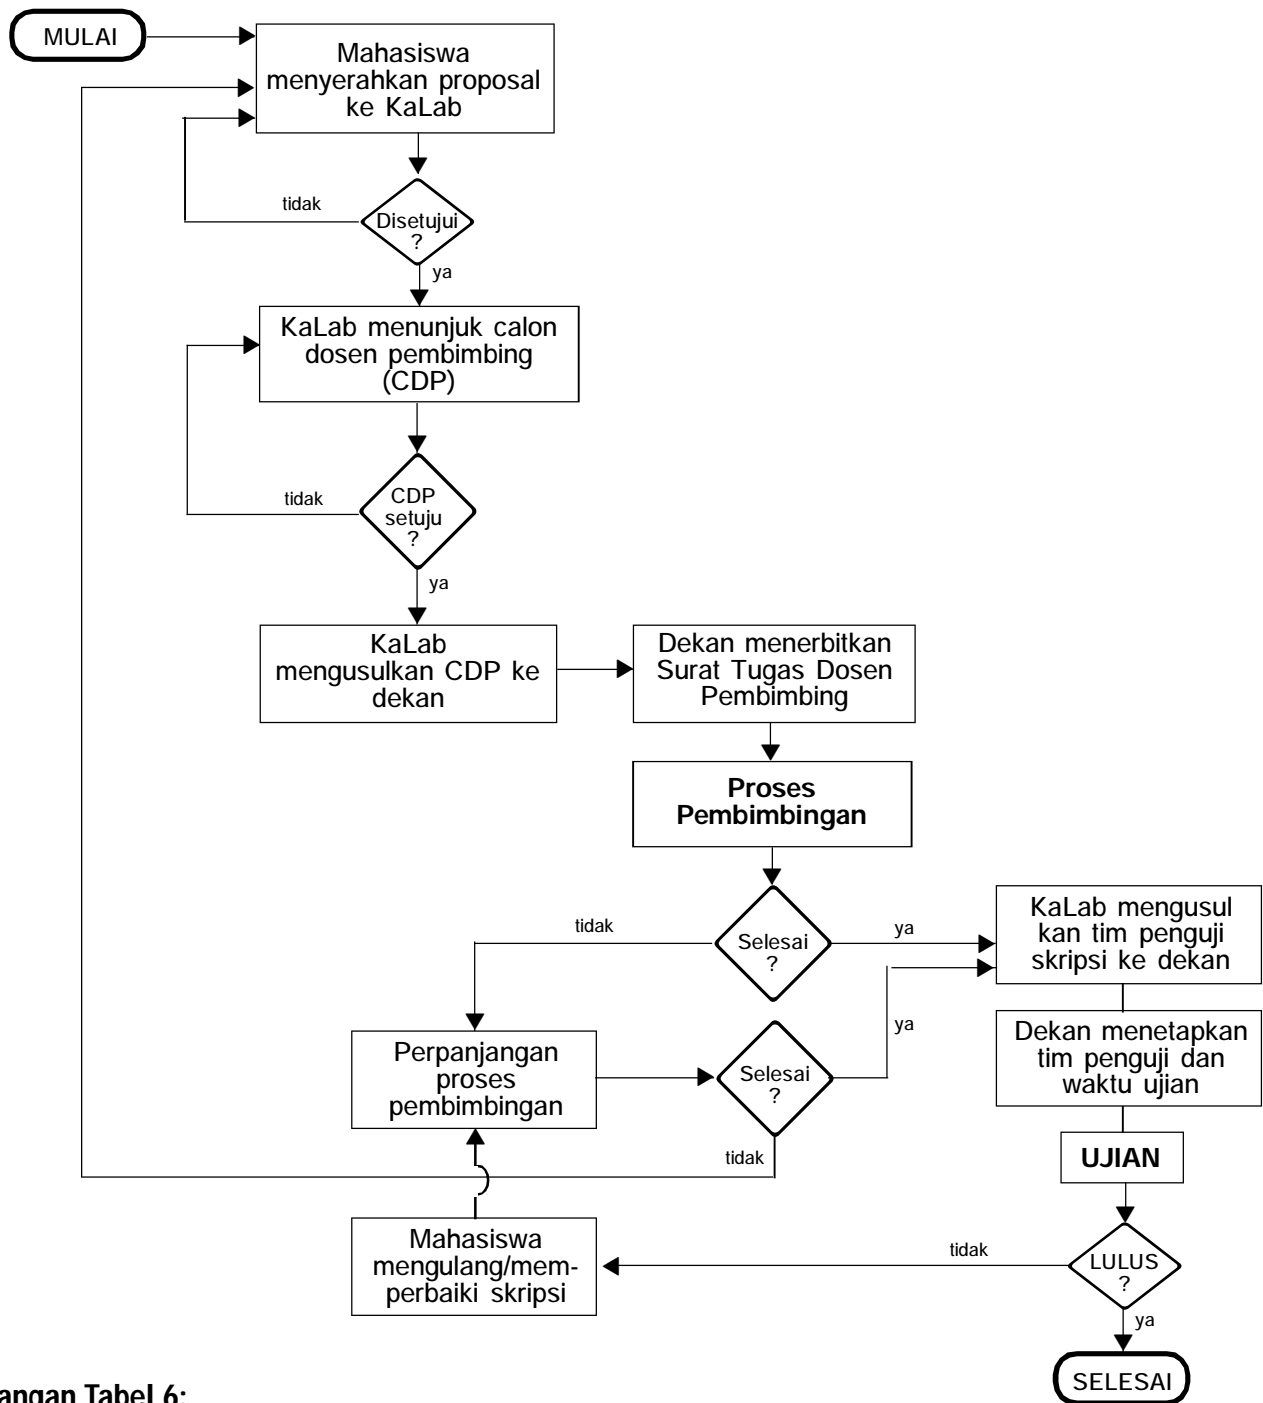 MULAI
Mahasiswa
menyerahkan proposal
ke KaLab
tidak
Disetujui
?
ya
KaLab menunjuk calon
dosen pembimbing
(CDP)
tidak
CDP
setuju
?
ya
KaLab
mengusulkan CDP ke
dekan
Dekan menerbitkan
Surat Tugas Dosen
Pembimbing
Proses
Pembimbingan
tidak
Selesai
?
ya
KaLab mengusul
kan tim penguji
skripsi ke dekan
Perpanjangan
proses
pembimbingan
Selesai
?
ya
tidak
Dekan menetapkan
tim penguji dan
waktu ujian
UJIAN
Mahasiswa
mengulang/mem-
perbaiki skripsi
tidak
LULUS
?
ya
SELESAI
angan Tabel 6: